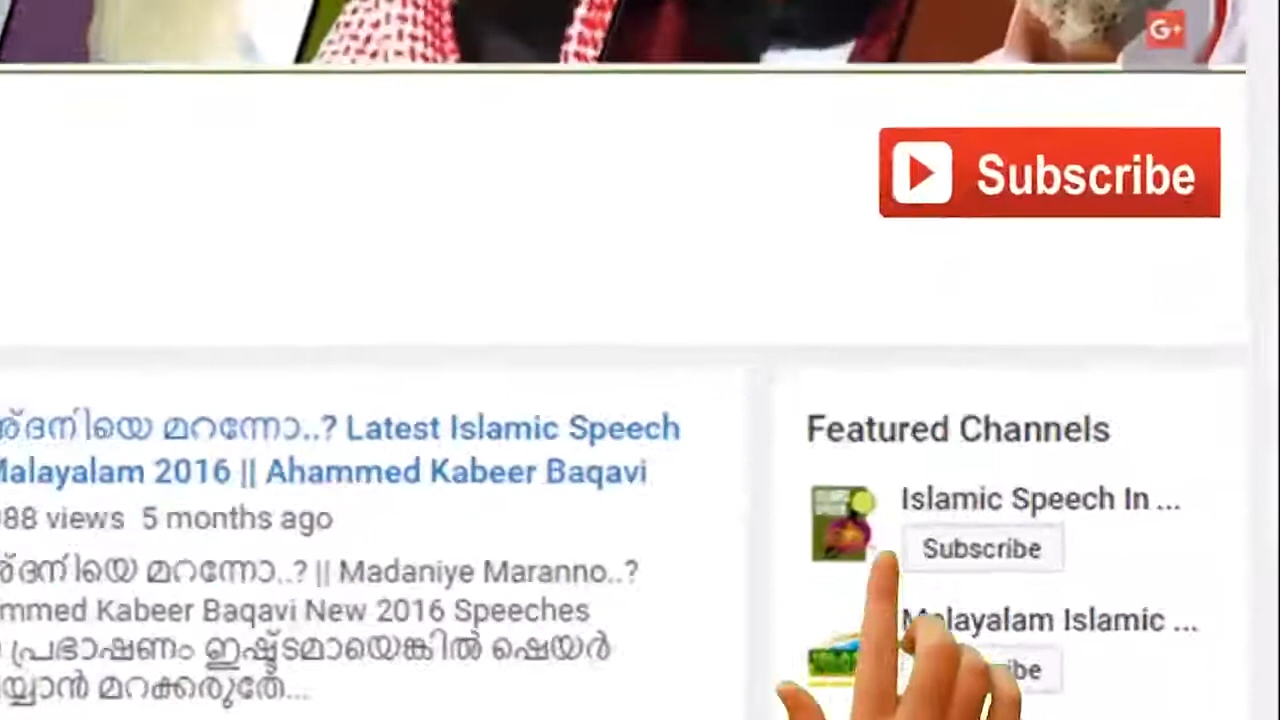 G+
Subscribe
ദനിയെ മറന്നോ..? Latest Islamic Speech
Malayalam 2016 || Ahammed Kabeer Baqavi
views 5 months ago
ദനിയെ മറന്നോ..? || Madaniye Maranno..?
Kabeer Baqavi New 2016 Speeches
പ്രഭാഷണം ഇഷ്ട്ടമായെങ്കിൽ ഷെയർ
മറക്കരുതേ...
Featured Channels
Islamic Speech In ...
Subscribe
Malayalam Islamic ...